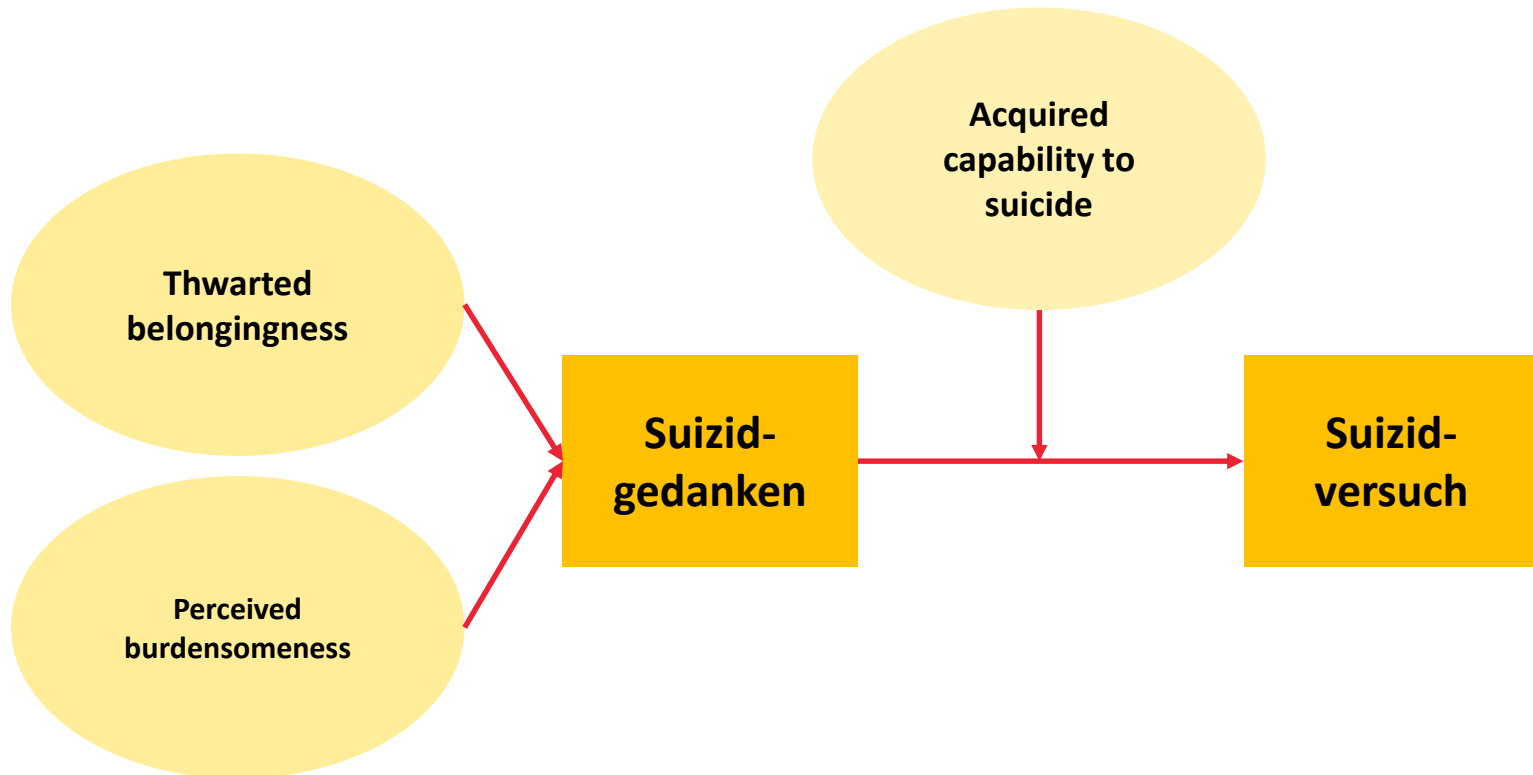 Acquired
capability to
suicide
Thwarted
belongingness
Suizid-
gedanken
Suizid-
versuch
Perceived
burdensomeness